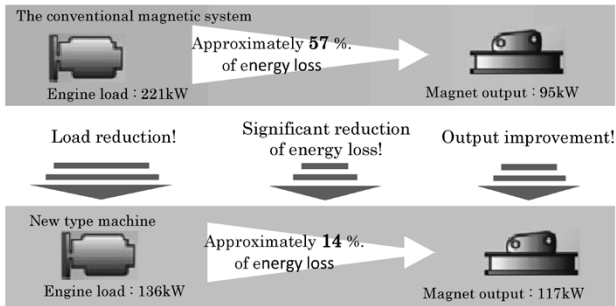 The conventional magnetic system
Approximately 57 %.
of energy loss
Engine load : 221kW
Magnet output : 95kW
Load reduction!
Significant reduction
of energy loss!
Output improvement!
New type machine
Approximately 14 %.
of energy loss
Engine load : 136kW
Magnet output : 117kW